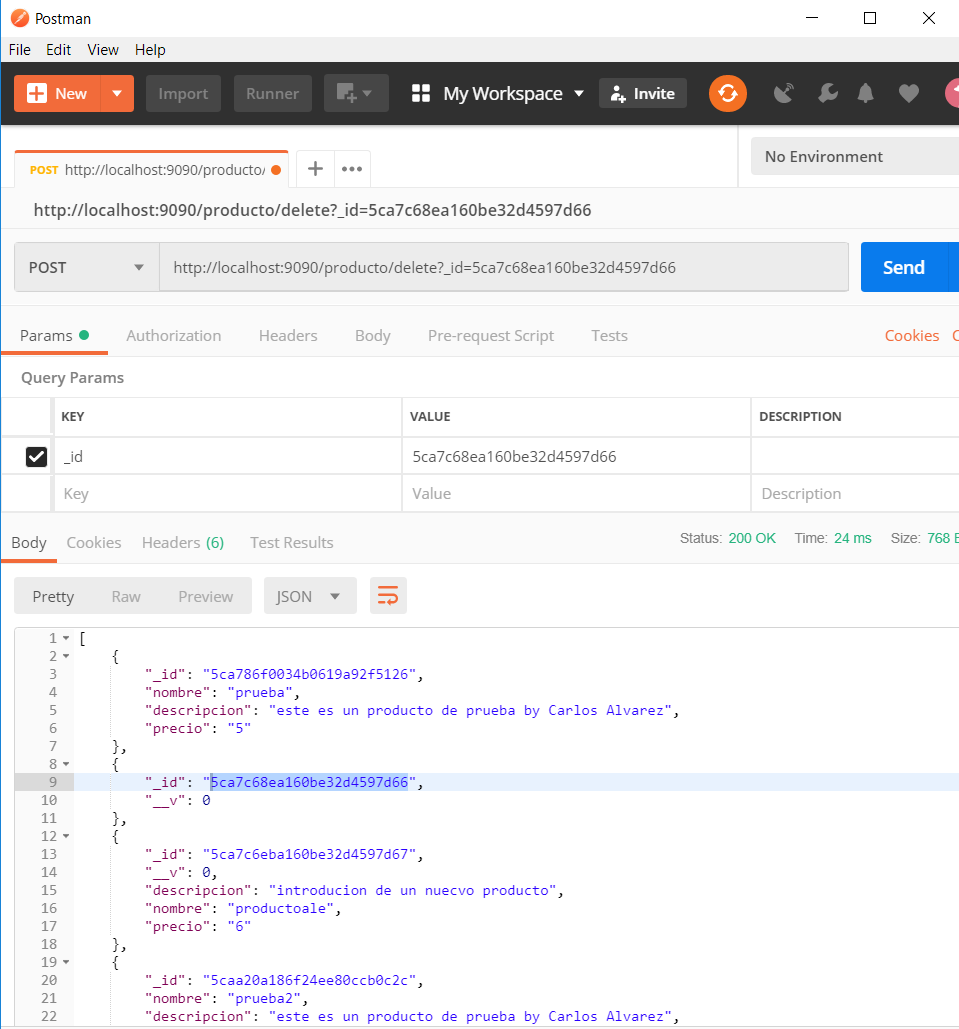 Postman
File Edit View Help
New Import Runner My Workspace Invite
POST http://localhost:9090/producto/
No Environment
http://localhost:9090/producto/delete?_id=5ca7c68ea160be32d4597d66
POST http://localhost:9090/producto/delete?_id=5ca7c68ea160be32d4597d66 Send
Params Authorization Headers Body Pre-request Script Tests Cookies
Query Params
KEY VALUE DESCRIPTION
_id 5ca7c68ea160be32d4597d66
Key Value Description
Body Cookies Headers (6) Test Results Status: 200 OK Time: 24 ms Size: 768
Pretty Raw Preview JSON
1 [
2 {
3 "_id": "5ca786f0034b0619a92f5126",
4 "nombre": "prueba",
5 "descripcion": "este es un producto de prueba by Carlos Alvarez",
6 "precio": "5"
7 },
8 {
9 "_id": "5ca7c68ea160be32d4597d66",
10 "__v": 0
11 },
12 {
13 "_id": "5ca7c6eba160be32d4597d67",
14 "__v": 0,
15 "descripcion": "introducion de un nuecvo producto",
16 "nombre": "productoale",
17 "precio": "6"
18 },
19 {
20 "_id": "5caa20a186f24ee80ccb0c2c",
21 "nombre": "prueba2",
22 "descripcion": "este es un producto de prueba by Carlos Alvarez",